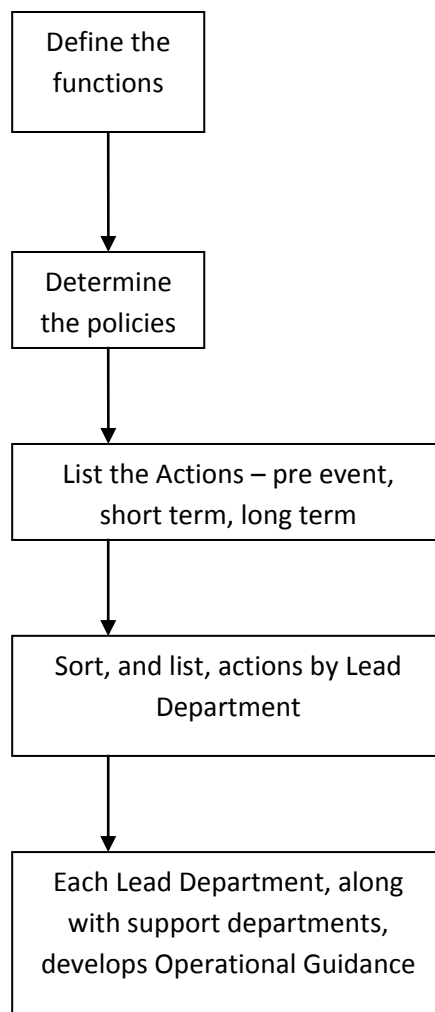 Define the
functions
Determine
the policies
List the Actions – pre event,
short term, long term
Sort, and list, actions by Lead
Department
Each Lead Department, along
with support departments,
develops Operational Guidance